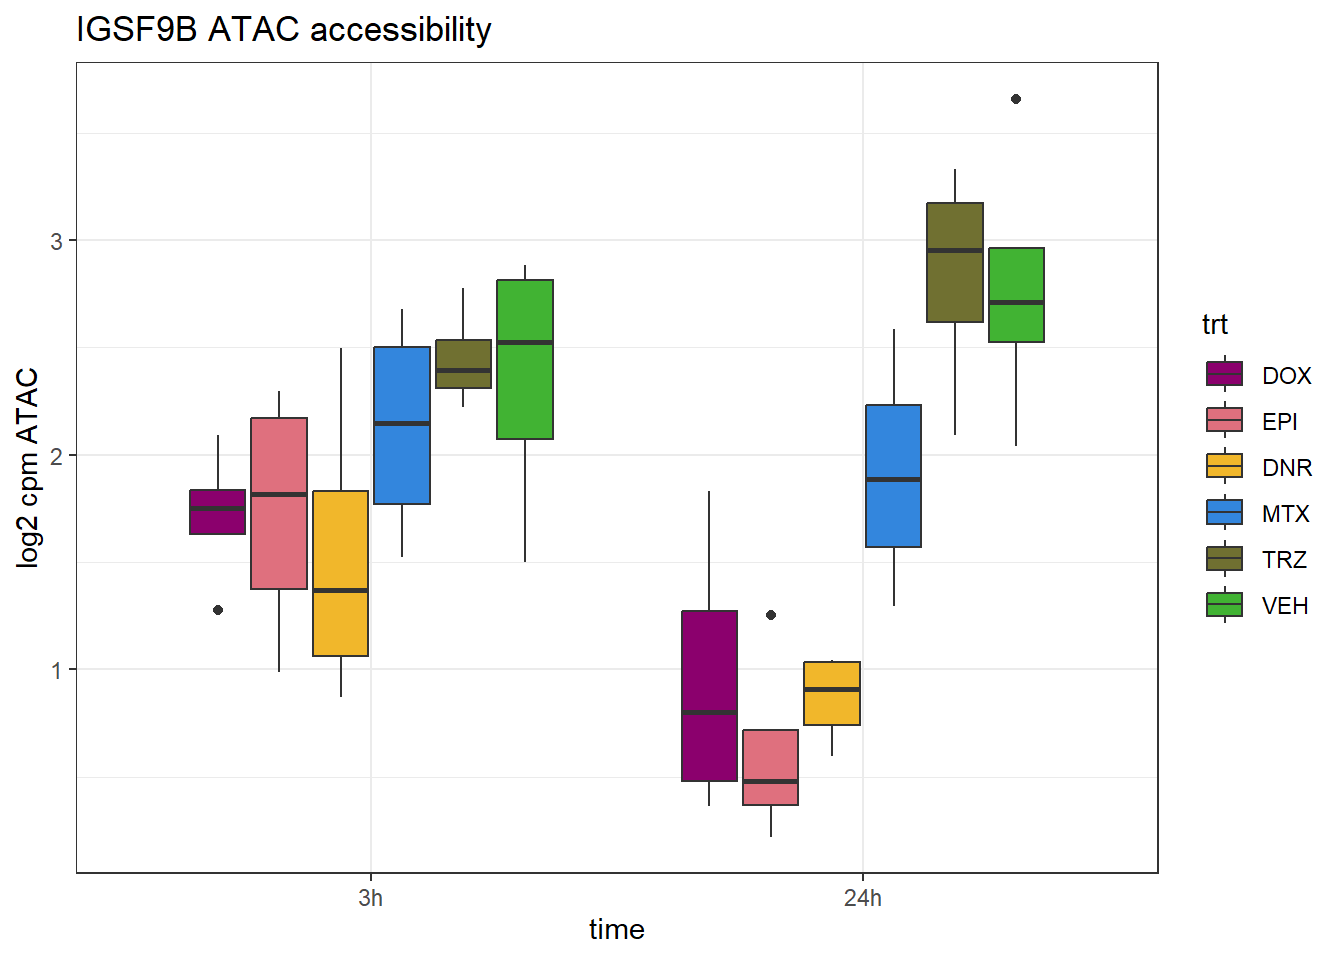 IGSF9B ATAC accessibility
log2 cpm ATAC
3
2
1
3h
24h
time
trt
DOX
EPI
DNR
MTX
TRZ
VEH